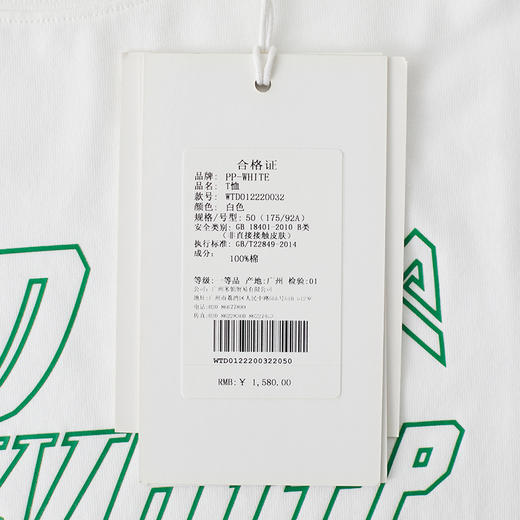 合格证
品牌: PP-WHITE
品名: T恤
款号: WTD012220032
颜色: 白色
规格/号型: 50 (175/92A)
安全类别: GB 18401-2010 B类
(非直接接触皮肤)
执行标准: GB/T22849-2014
成分:
100%棉
等级: 一等品 产地: 广州 检验: 01
WTD0122200322050
RMB: ¥ 1,580.00